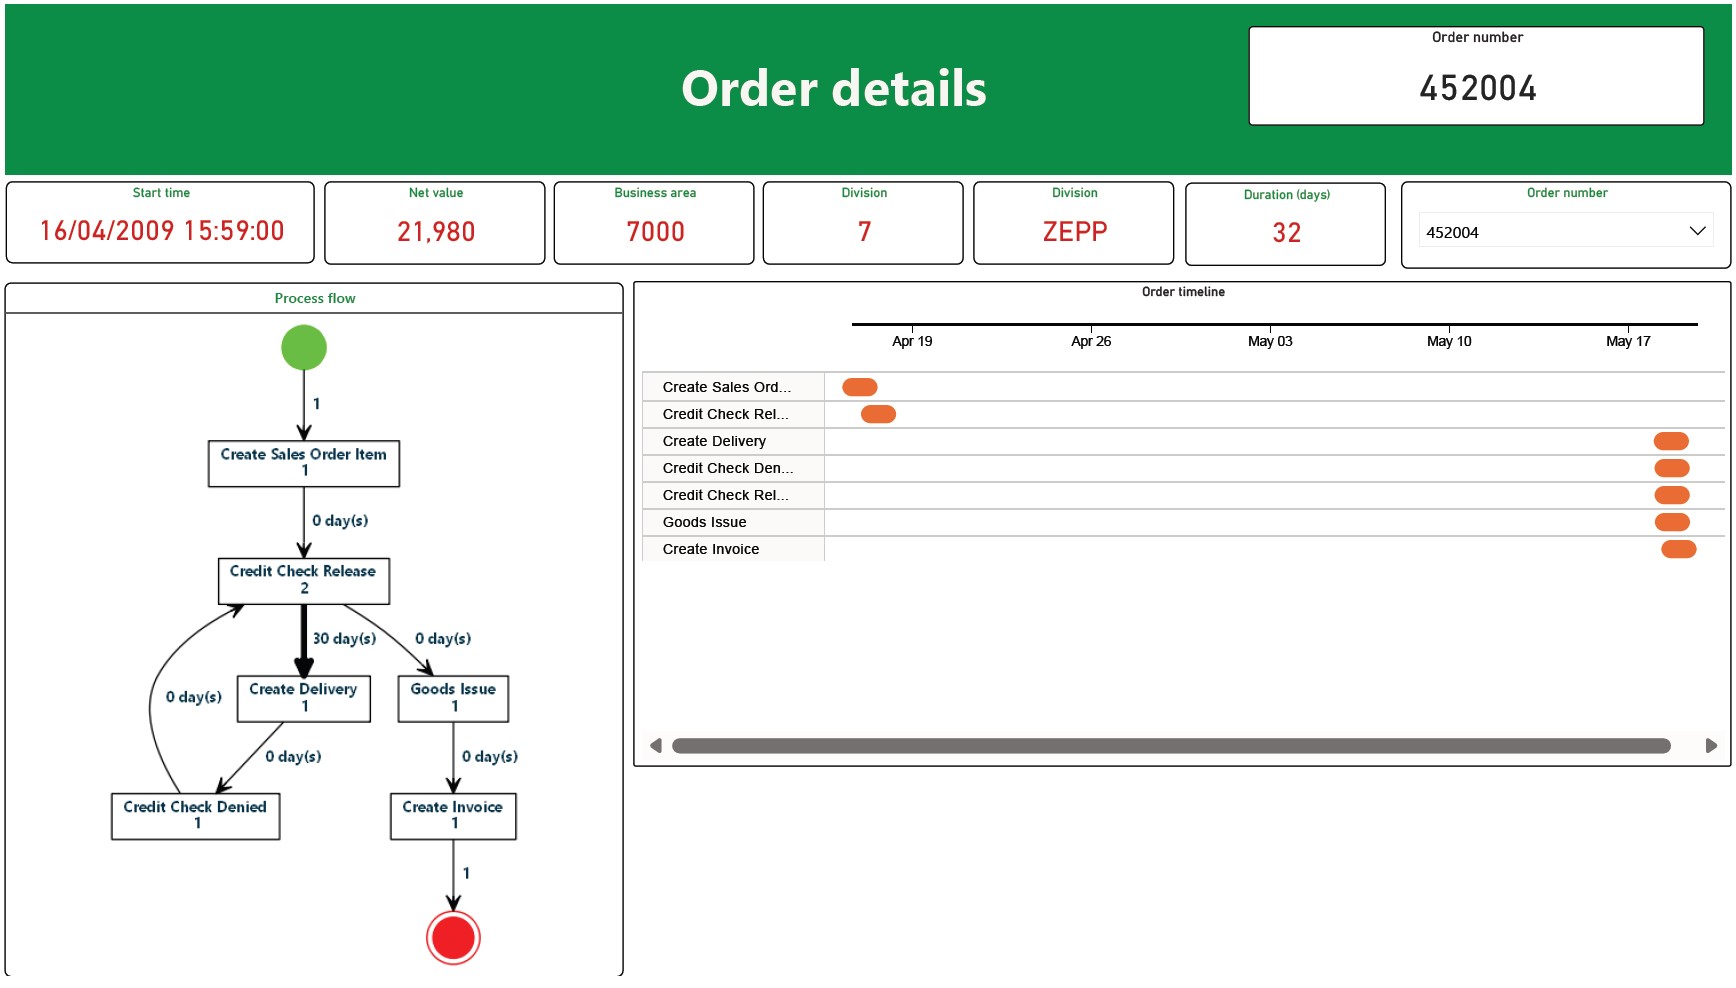 Order details
Order number
452004
Start time
16/04/2009 15:59:00
Net value
21,980
Business area
7000
Division
7
Division
ZEPP
Duration (days)
32
Order number
452004
Process flow
1
Create Sales Order Item
1
0 day(s)
Credit Check Release
2
30 day(s)
0 day(s)
0 day(s)
Create Delivery
1
Goods Issue
1
0 day(s)
0 day(s)
Credit Check Denied
1
Create Invoice
1
1
Order timeline
Apr 19
Apr 26
May 03
May 10
May 17
Create Sales Ord...
Credit Check Rel...
Create Delivery
Credit Check Den...
Credit Check Rel...
Goods Issue
Create Invoice